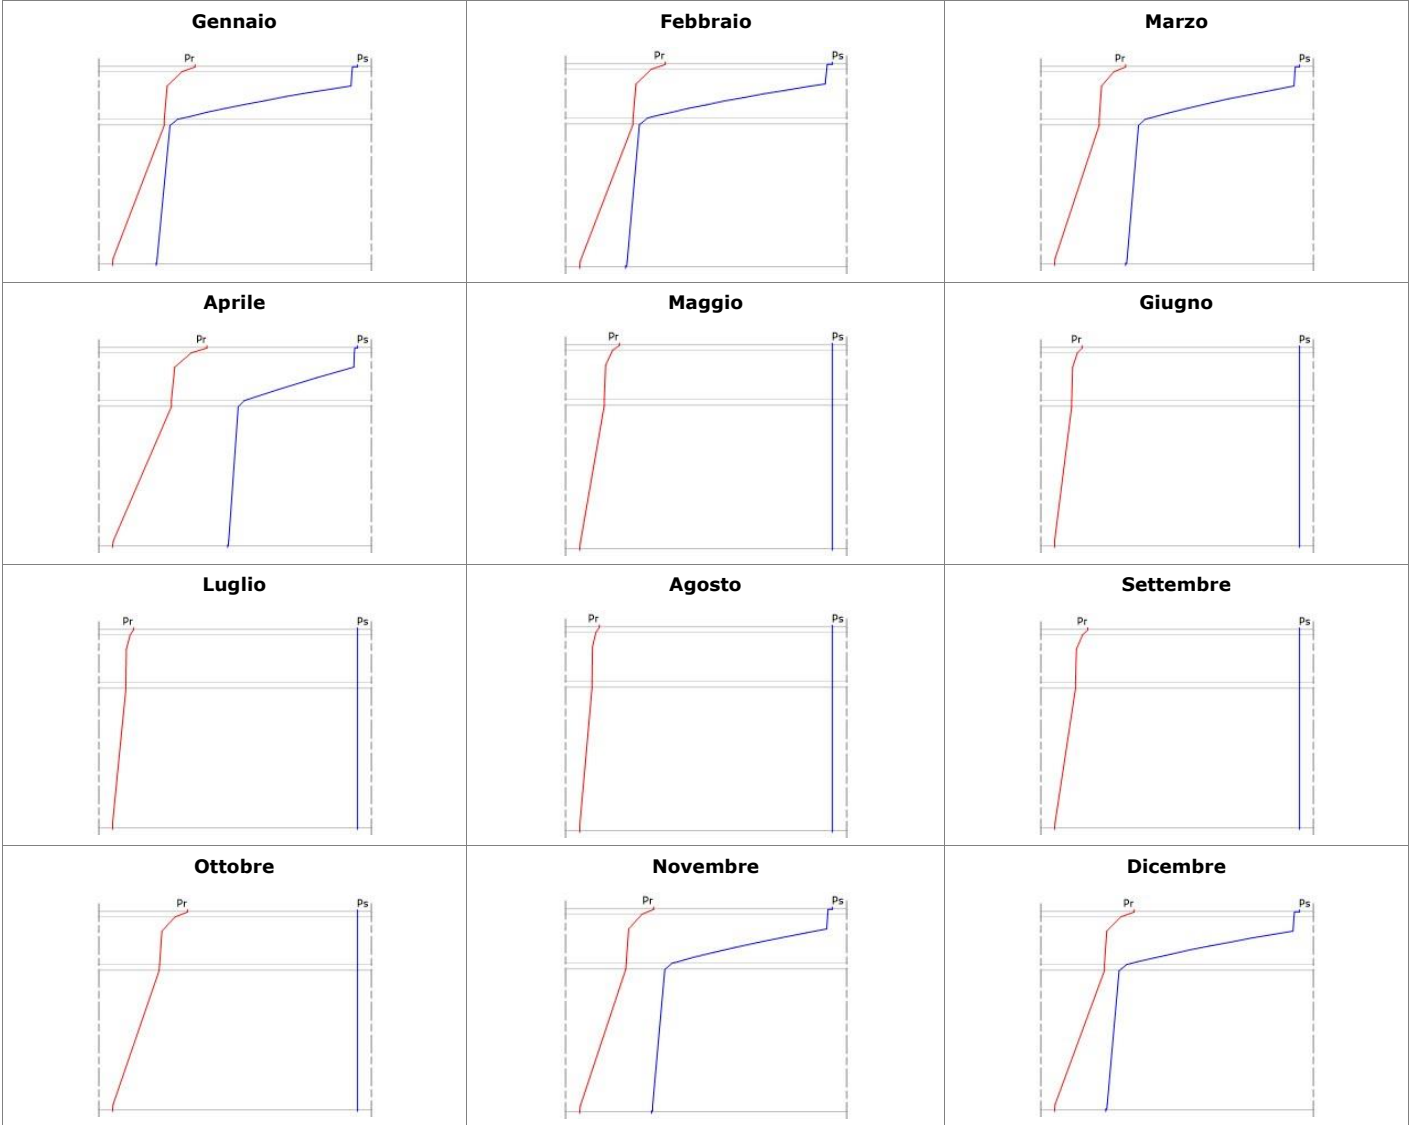 Gennaio
Febbraio
Marzo
Pr
Ps
Pr
Ps
Pr
Ps
Aprile
Maggio
Giugno
Pr
Ps
Pr
Ps
Pr
Ps
Luglio
Agosto
Settembre
Pr
Ps
Pr
Ps
Pr
Ps
Ottobre
Novembre
Dicembre
Pr
Ps
Pr
Ps
Pr
Ps